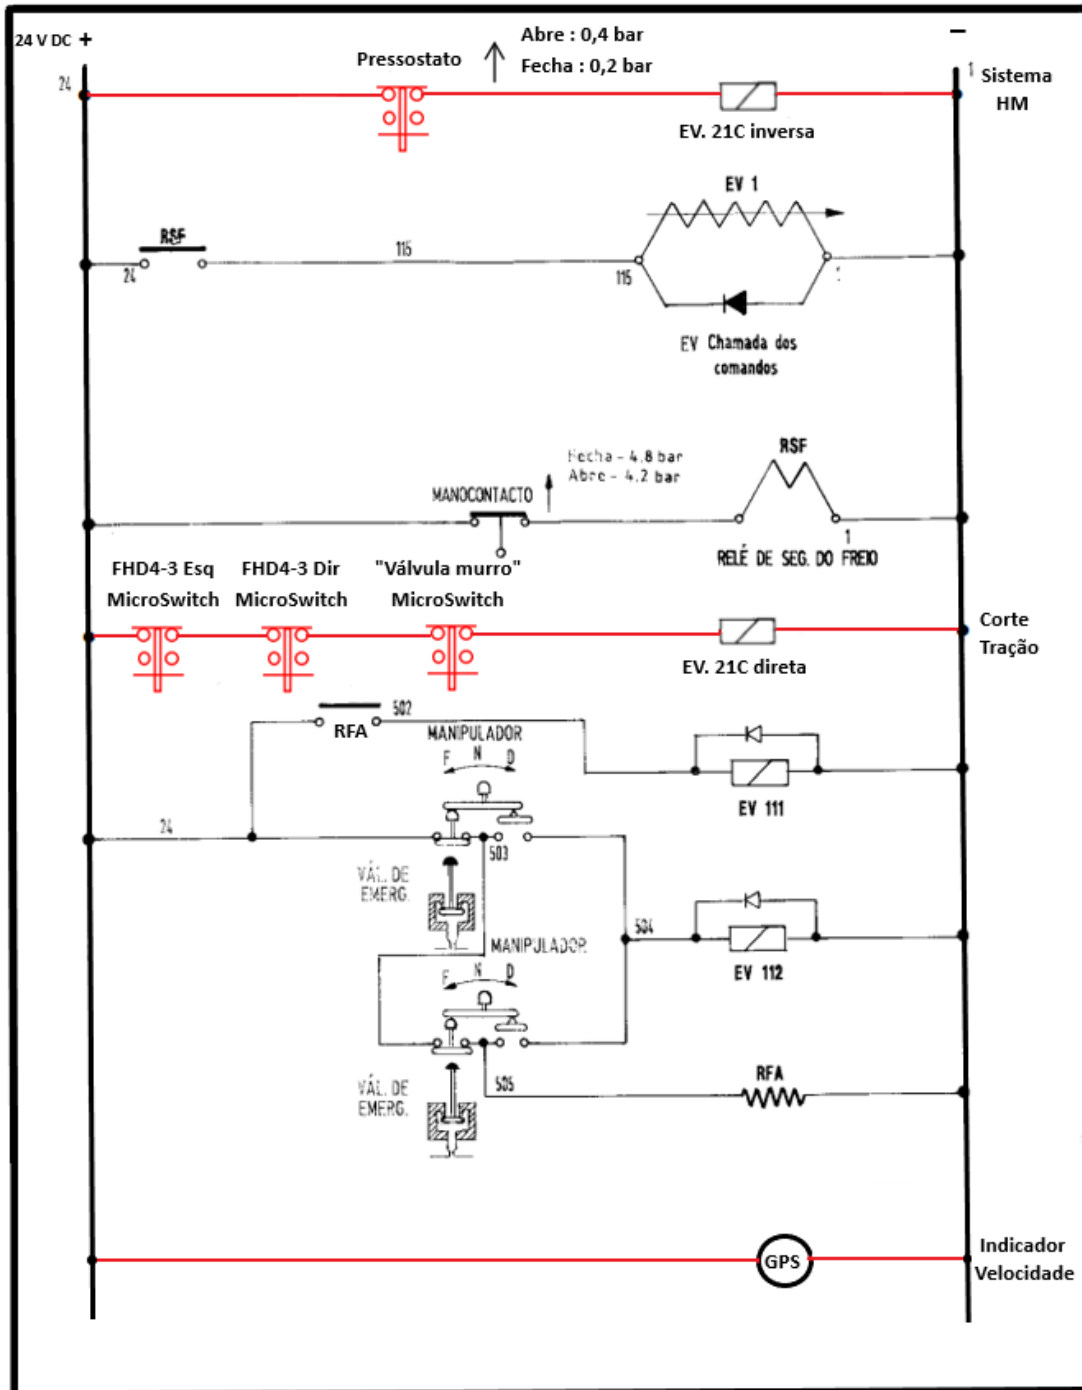 24 V DC +
−
Pressostato
Abre : 0,4 bar
Fecha : 0,2 bar
24
1
Sistema
HM
EV. 21C inversa
EV 1
RSF
24
115
115
EV Chamada dos
comandos
MANOCONTACTO
Fecha - 4.8 bar
Abre - 4.2 bar
RSF
1
RELÉ DE SEG. DO FREIO
FHD4-3 Esq
MicroSwitch
FHD4-3 Dir
MicroSwitch
"Válvula murro"
MicroSwitch
Corte
Tração
EV. 21C direta
RFA
502
MANIPULADOR
F N D
EV 111
24
503
VÁL. DE
EMERG.
504
MANIPULADOR
F N D
EV 112
505
VÁL. DE
EMERG.
RFA
GPS
Indicador
Velocidade